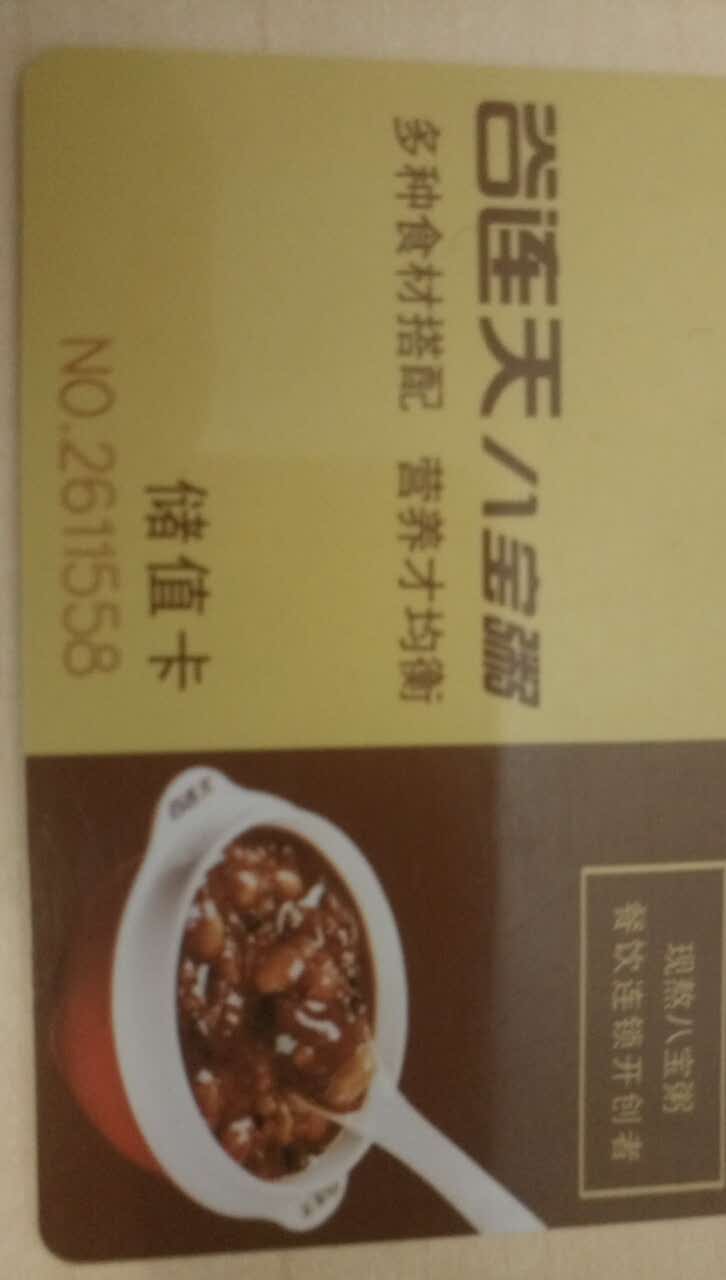 谷连天八宝粥
多种食材搭配 营养才均衡
储值卡
NO.2611558
现熬八宝粥
餐饮连锁开创者